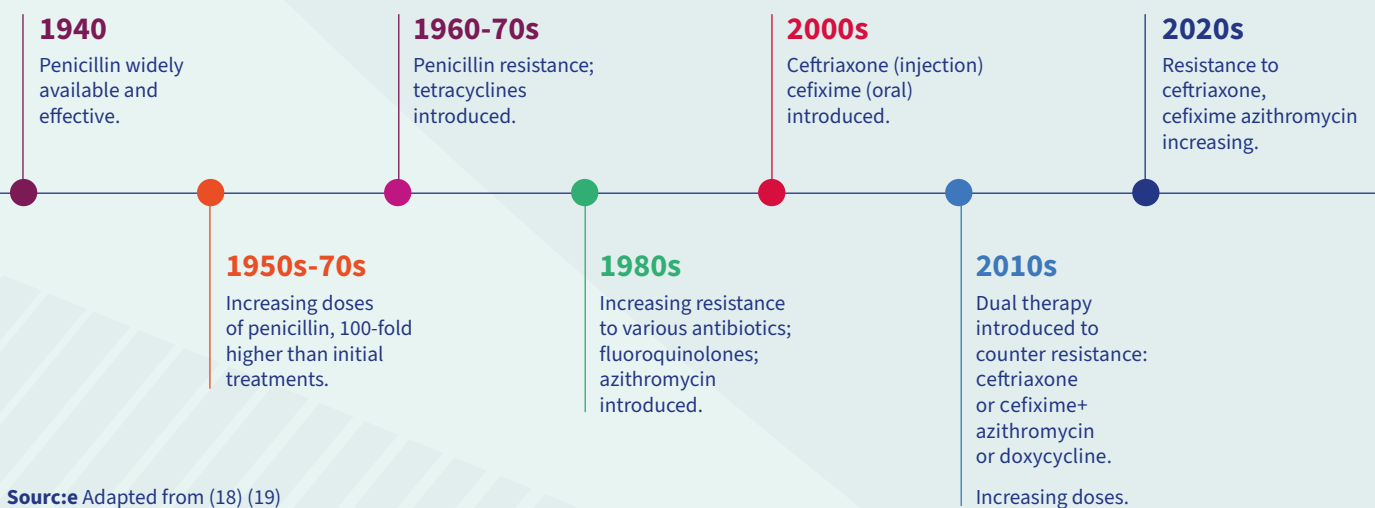 1940
Penicillin widely
available and
effective.
1950s-70s
Increasing doses
of penicillin, 100-fold
higher than initial
treatments.
1960-70s
Penicillin resistance;
tetracyclines
introduced.
1980s
Increasing resistance
to various antibiotics;
fluoroquinolones;
azithromycin
introduced.
2000s
Ceftriaxone (injection)
cefixime (oral)
introduced.
2010s
Dual therapy
introduced to
counter resistance:
ceftriaxone
or cefixime+
azithromycin
or doxycycline.
Increasing doses.
2020s
Resistance to
ceftriaxone,
cefixime azithromycin
increasing.
Sourc:e Adapted from (18) (19)